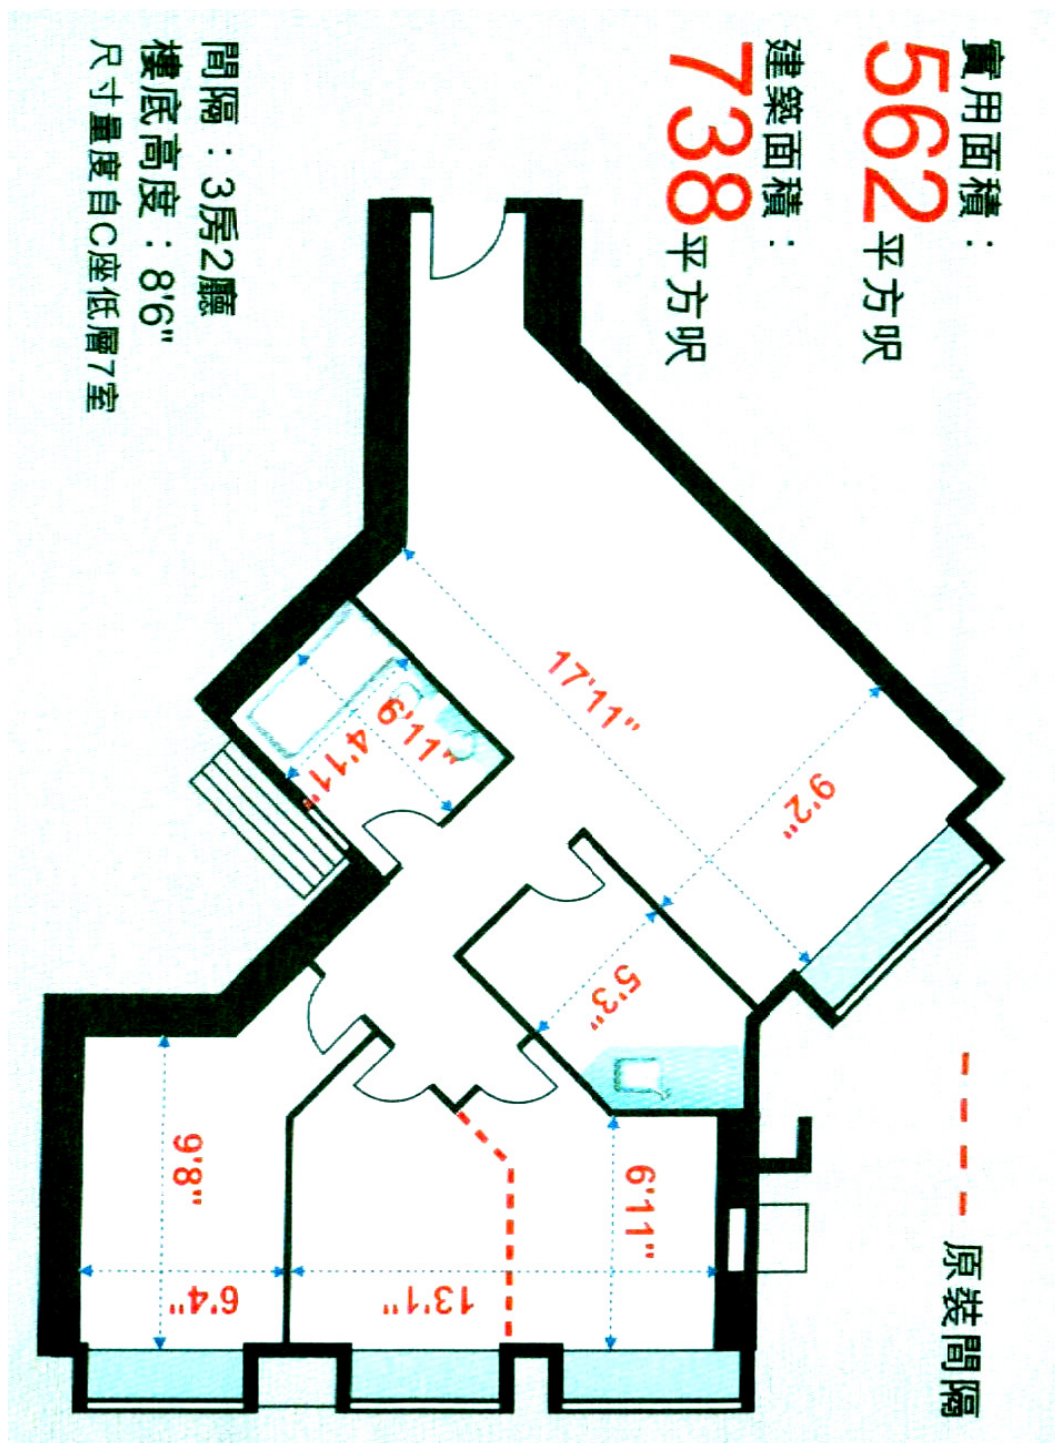 實用面積：
562平方呎
建築面積：
738平方呎
間隔：3房2廳
樓底高度：8'6"
尺寸量度自C座低層7室
17'11"
9'2"
6'11"
4'11"
5'3"
9'8"
6'4"
13'1"
6'11"
原裝間隔